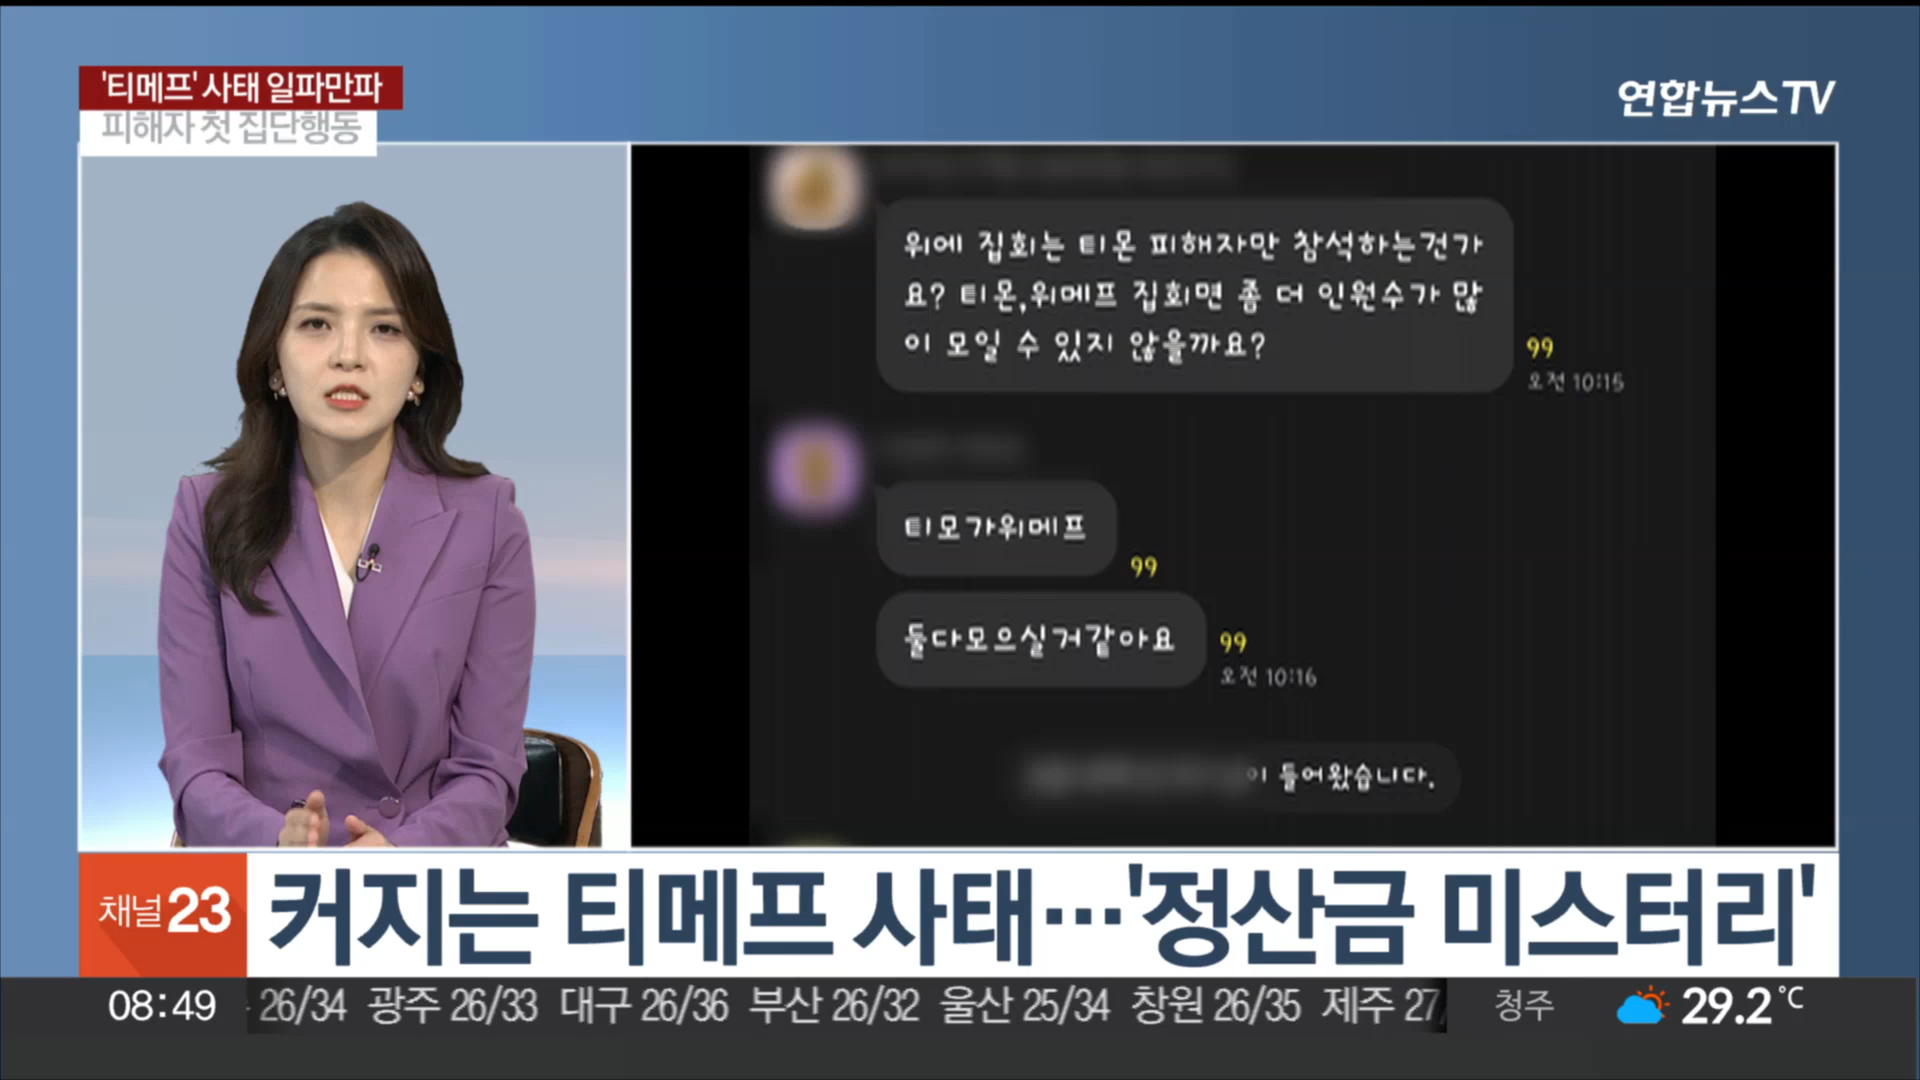 '티메프' 사태 일파만파
피해자 첫 집단행동
연합뉴스TV
위에 집회는 티몬 피해자만 참석하는건가
요? 티몬,위메프 집회면 좀 더 인원수가 많
이 모일 수 있지 않을까요?
99
오전 10:15
티모가위메프
99
둘다모으실거같아요
99
오전 10:16
이 들어왔습니다.
채널 23
커지는 티메프 사태…'정산금 미스터리'
08:49
26/34 광주 26/33 대구 26/36 부산 26/32 울산 25/34 창원 26/35 제주 27/
청주
29.2℃